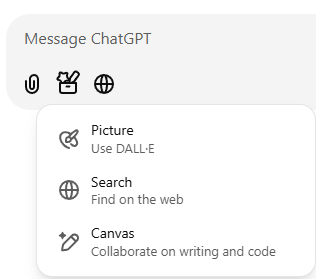 Message ChatGPT
Picture
Use DALL·E
Search
Find on the web
Canvas
Collaborate on writing and code